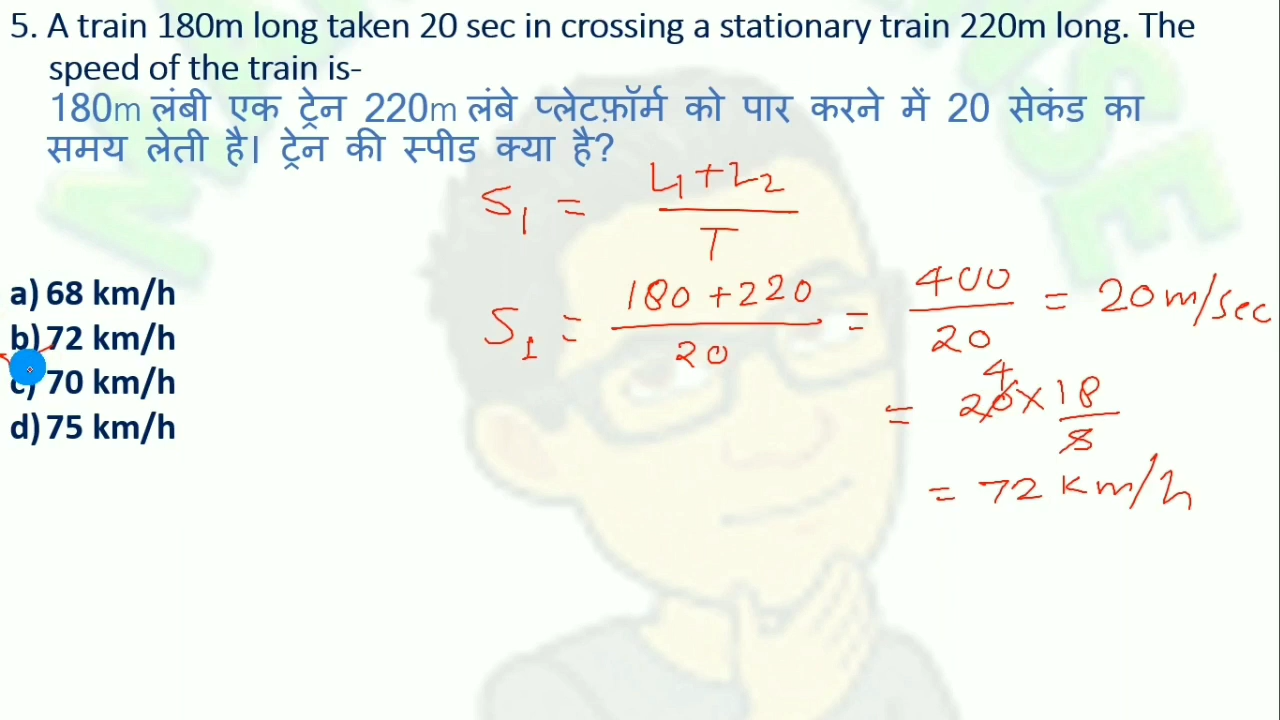 5. A train 180m long taken 20 sec in crossing a stationary train 220m long. The
speed of the train is-
180m लंबी एक ट्रेन 220m लंबे प्लेटफ़ॉर्म को पार करने में 20 सेकंड का
समय लेती है। ट्रेन की स्पीड क्या है?
S₁ = L1+L2
T
a) 68 km/h
b) 72 km/h
c) 70 km/h
d) 75 km/h
S1 = 180+220 = 400 = 20m/sec
20 20
4
= 20 × 18
5
= 72 Km/h